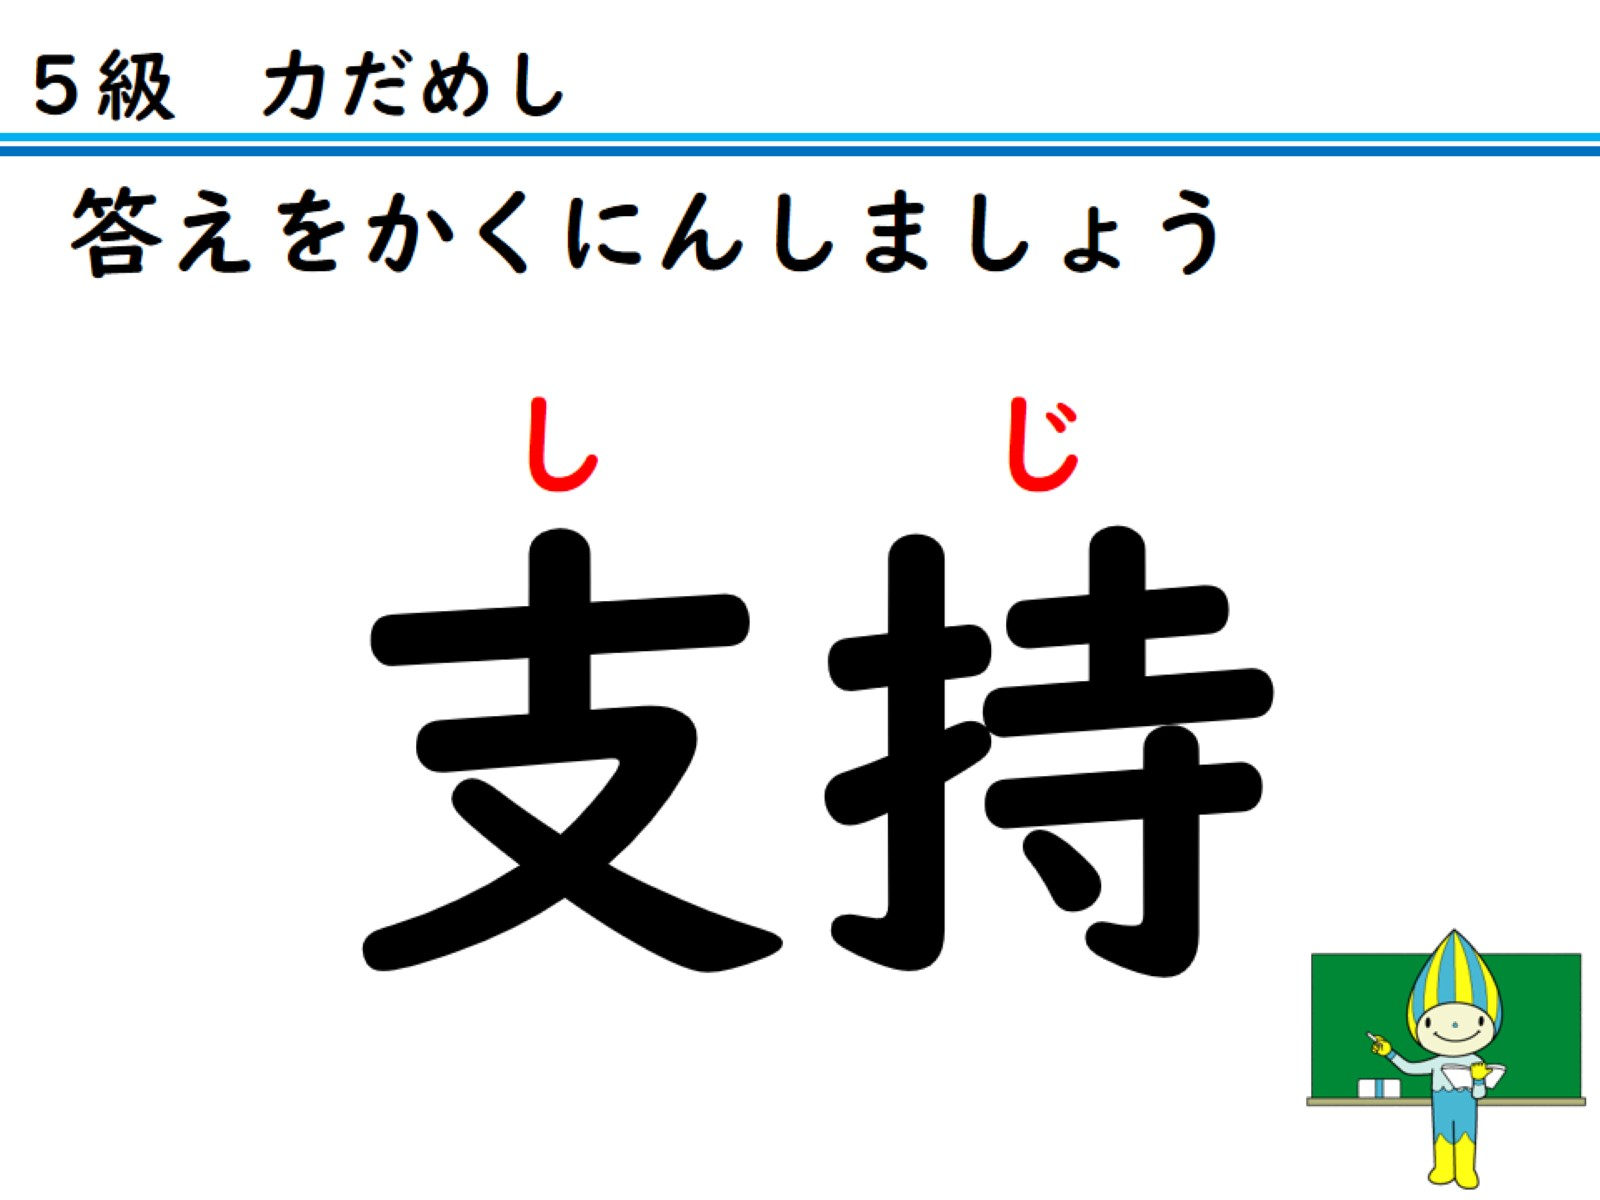 ５級　力だめし
答えをかくにんしましょう
し　じ
支持